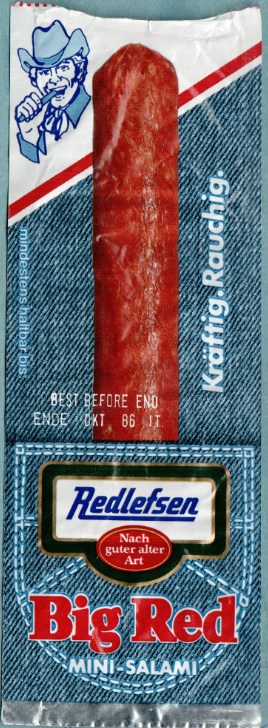 Kräftig.Rauchig.
mindestens haltbar bis
BEST BEFORE END
ENDE OKT 86 IT.
Redlefsen
Nach
guter alter
Art
Big Red
MINI-SALAMI